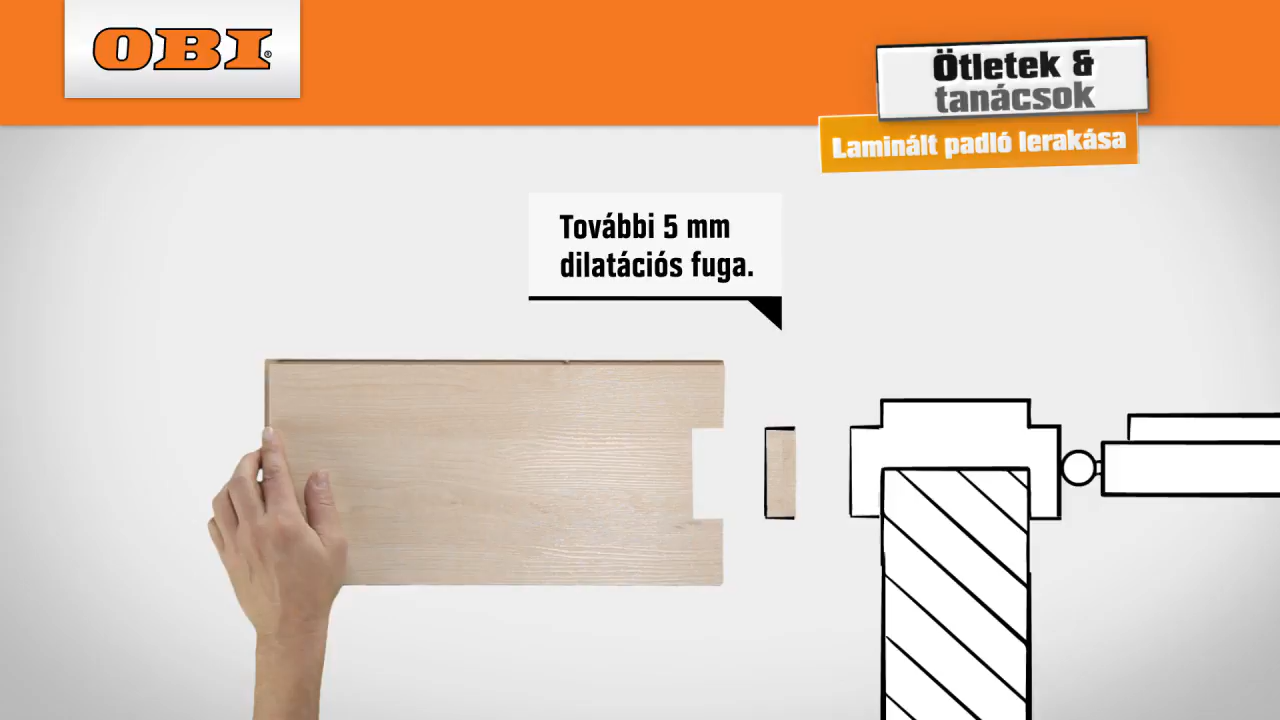 OBI®
Ötletek &
tanácsok
Laminált padló lerakása
További 5 mm
dilatációs fuga.